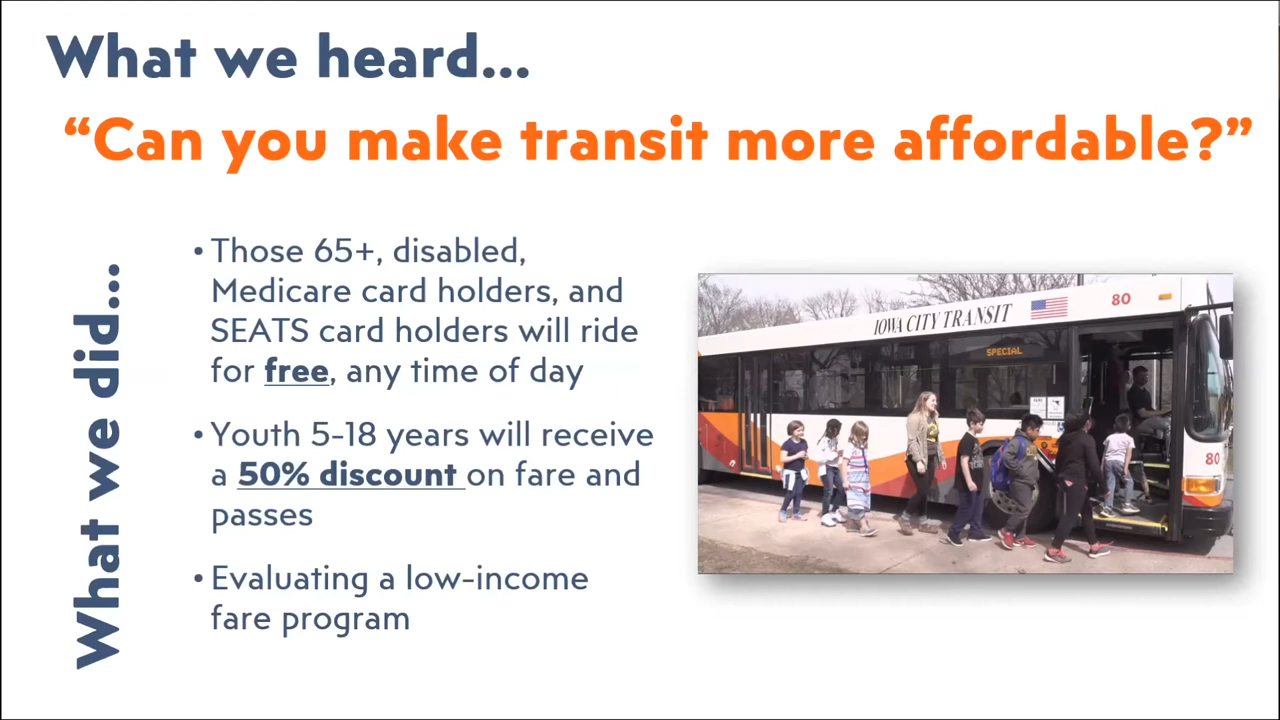 What we heard...
“Can you make transit more affordable?”
What we did...
• Those 65+, disabled,
Medicare card holders, and
SEATS card holders will ride
for free, any time of day
• Youth 5-18 years will receive
a 50% discount on fare and
passes
• Evaluating a low-income
fare program
IOWA CITY TRANSIT
80
SPECIAL
80